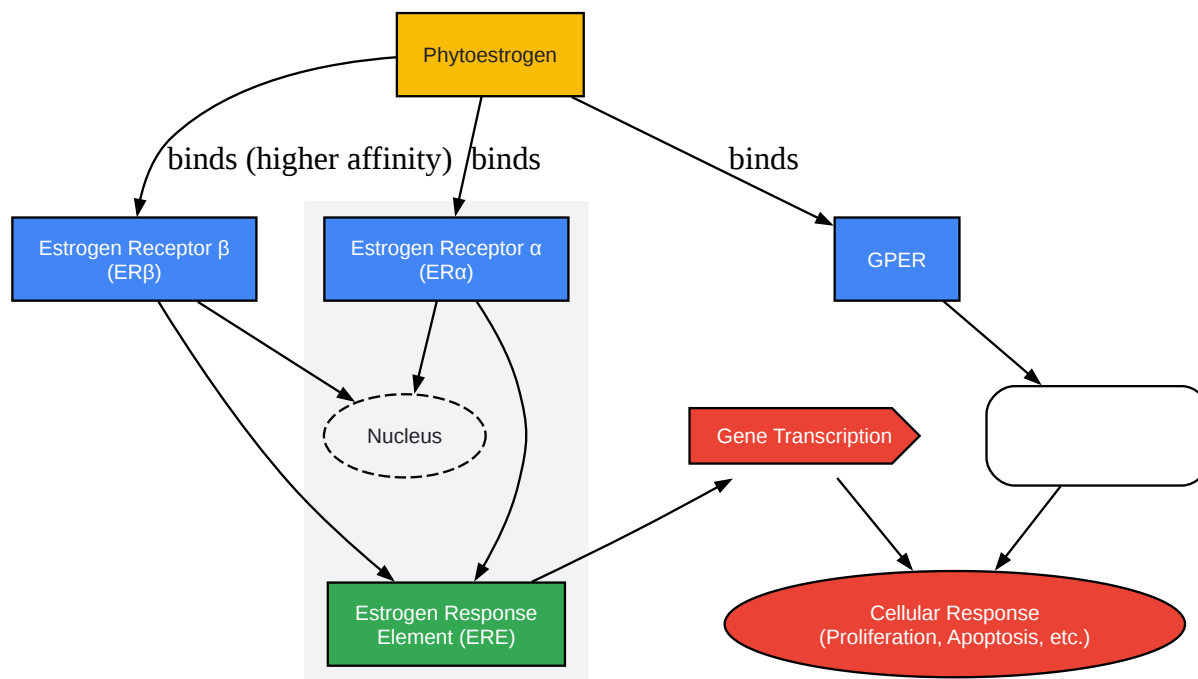 Phytoestrogen
binds (higher affinity)
binds
binds
Estrogen Receptor β
(ERβ)
Estrogen Receptor α
(ERα)
GPER
Nucleus
Gene Transcription
Estrogen Response
Element (ERE)
Cellular Response
(Proliferation, Apoptosis, etc.)